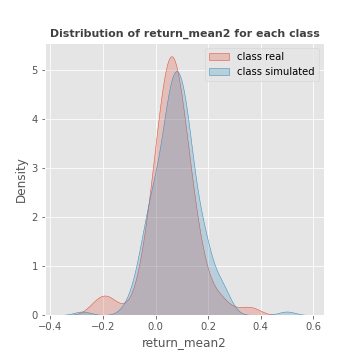 Distribution of return_mean2 for each class
class real
class simulated
Density
5
4
3
2
1
0
−0.4
−0.2
0.0
0.2
0.4
0.6
return_mean2